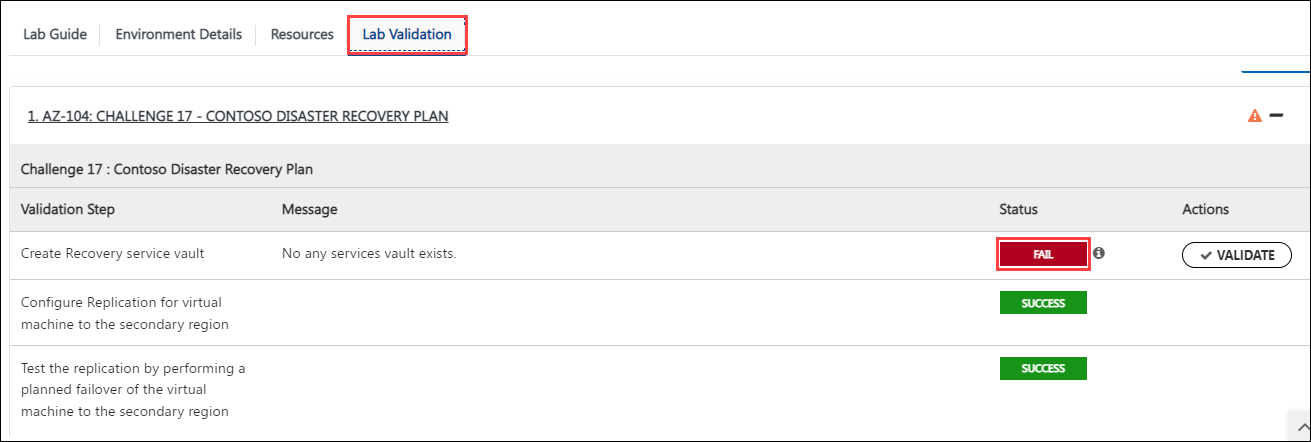 Lab Guide Environment Details Resources Lab Validation
1. AZ-104: CHALLENGE 17 - CONTOSO DISASTER RECOVERY PLAN
Challenge 17 : Contoso Disaster Recovery Plan
Validation Step Message Status Actions
Create Recovery service vault No any services vault exists. FAIL VALIDATE
Configure Replication for virtual
machine to the secondary region
SUCCESS
Test the replication by performing a
planned failover of the virtual
machine to the secondary region
SUCCESS